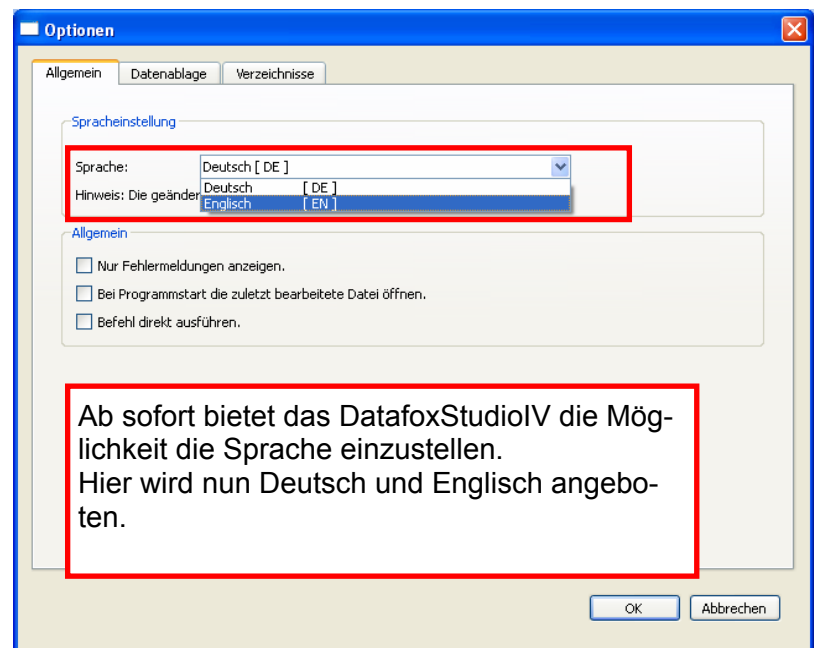 Optionen
Allgemein Datenablage Verzeichnisse
Spracheinstellung
Sprache: Deutsch [ DE ]
Deutsch [ DE ]
Hinweis: Die geänder
Englisch [ EN ]
Allgemein
Nur Fehlermeldungen anzeigen.
Bei Programmstart die zuletzt bearbeitete Datei öffnen.
Befehl direkt ausführen.
Ab sofort bietet das DatafoxStudioIV die Mög-
lichkeit die Sprache einzustellen.
Hier wird nun Deutsch und Englisch angebo-
ten.
OK Abbrechen